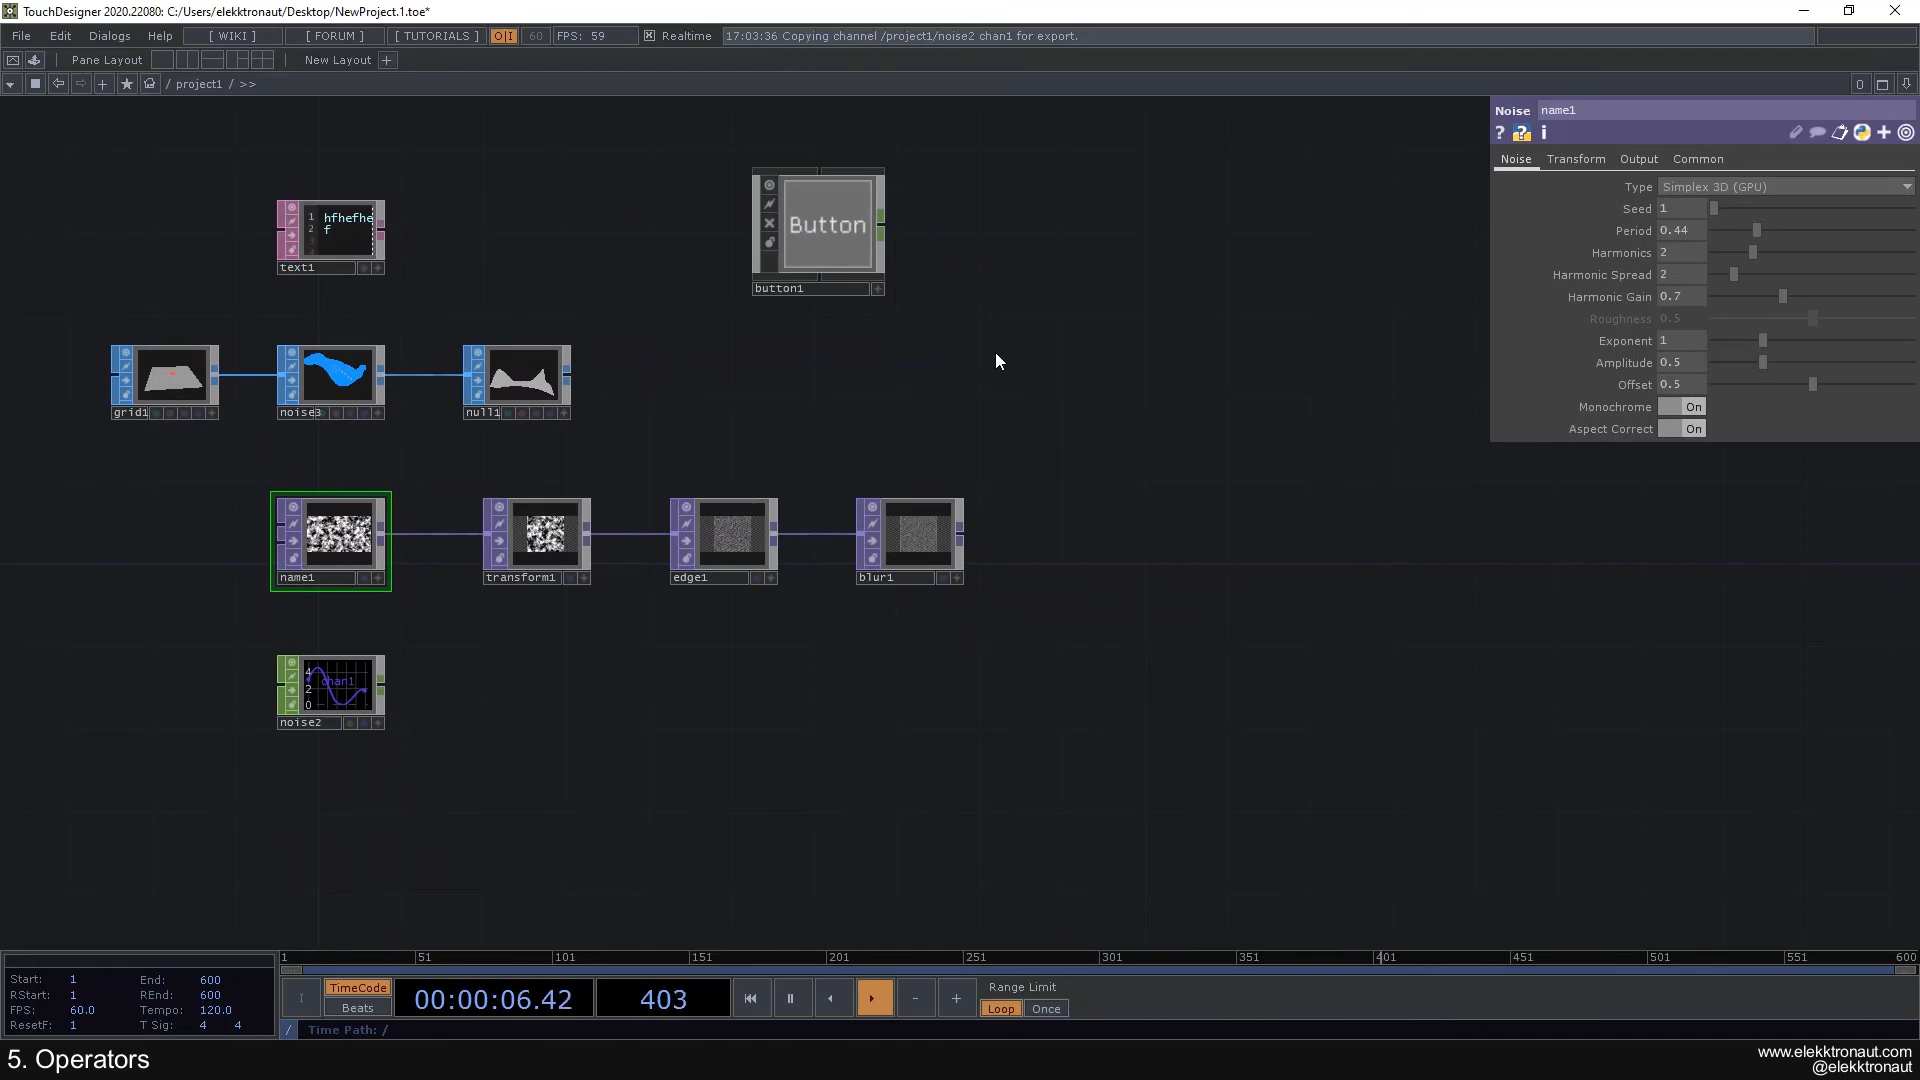 TouchDesigner 2020.22080: C:/Users/elekktronaut/Desktop/NewProject.1.toe*
File Edit Dialogs Help [ WIKI ] [ FORUM ] [ TUTORIALS ] O|I 60 FPS: 59 Realtime 17:03:36 Copying channel /project1/noise2 chan1 for export.
Pane Layout New Layout +
/ project1 / >>
0
Noise name1
? ? i
Noise Transform Output Common
Type Simplex 3D (GPU)
Seed 1
Period 0.44
Harmonics 2
Harmonic Spread 2
Harmonic Gain 0.7
Roughness 0.5
Exponent 1
Amplitude 0.5
Offset 0.5
Monochrome On
Aspect Correct On
1 hfhefhe
2 f
text1
Button
button1
grid1 noise3 null1
name1 transform1 edge1 blur1
4
chan1
2
0
noise2
1 51 101 151 201 251 301 351 401 451 501 551 600
Start: 1 End: 600
RStart: 1 REnd: 600
FPS: 60.0 Tempo: 120.0
ResetF: 1 T Sig: 4 4
I
TimeCode
Beats
00:00:06.42 403
- +
Range Limit
Loop Once
/ Time Path: /
5. Operators
www.elekktronaut.com
@elekktronaut